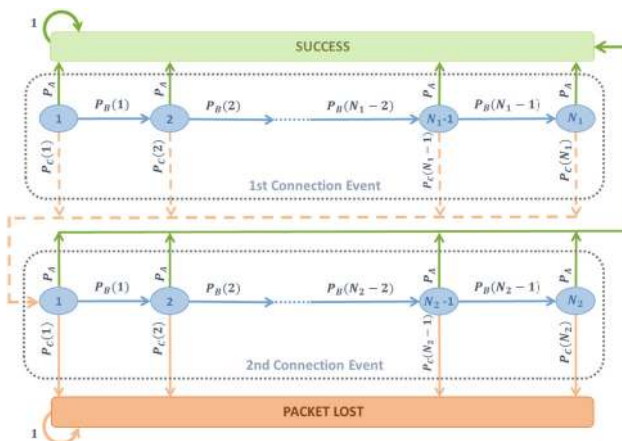 1
SUCCESS
P_A P_A P_A P_A
P_B(1) P_B(2) P_B(N_1 − 2) P_B(N_1 − 1)
1 2 N_1-1 N_1
P_C(1) P_C(2) P_C(N_1 − 1) P_C(N_1)
1st Connection Event
P_A P_A P_A P_A
P_B(1) P_B(2) P_B(N_2 − 2) P_B(N_2 − 1)
1 2 N_2-1 N_2
P_C(1) P_C(2) P_C(N_2 − 1) P_C(N_2)
2nd Connection Event
PACKET LOST
1